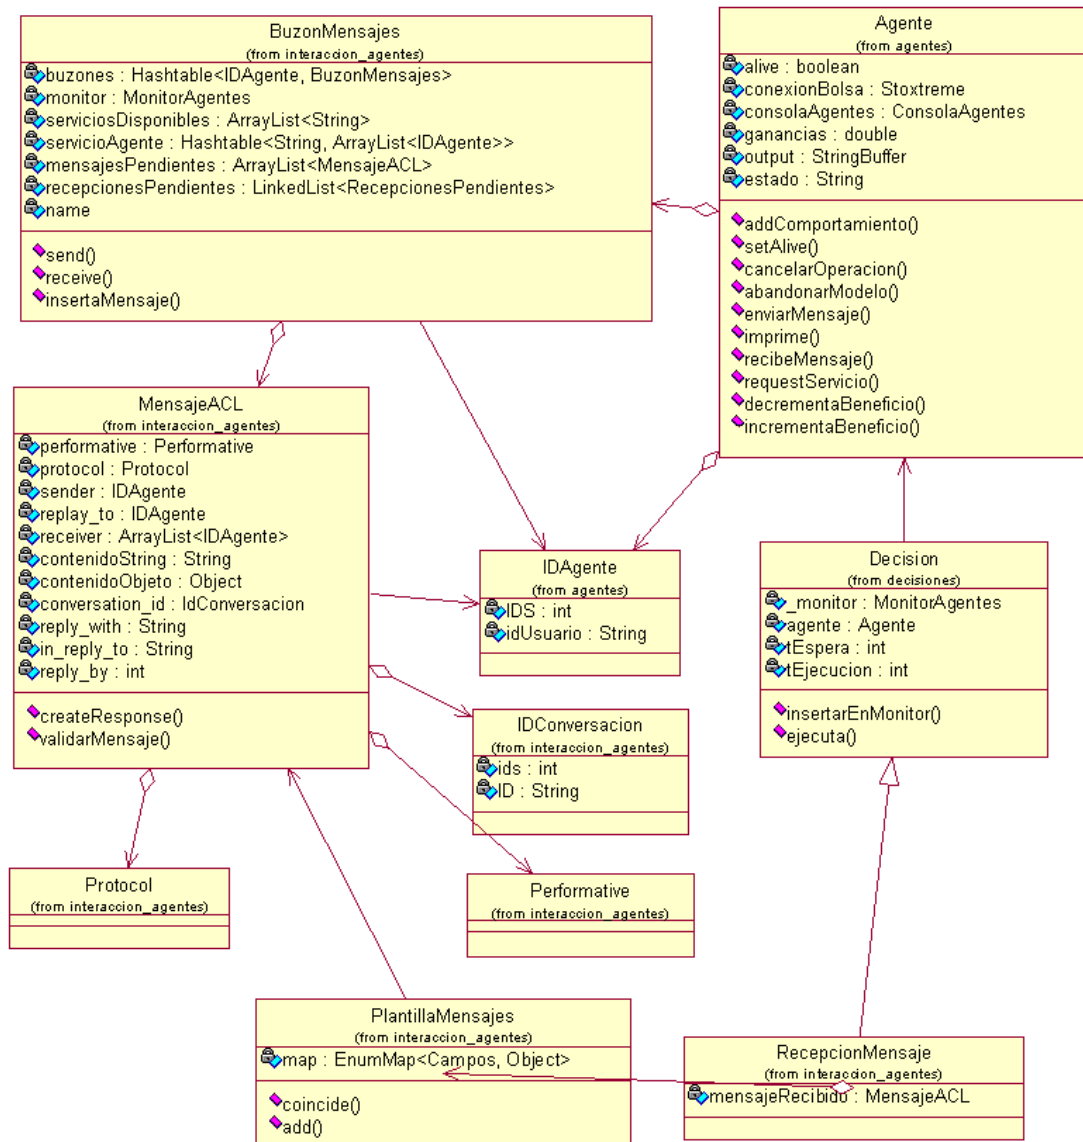 BuzonMensajes
(from interaccion_agentes)
buzones : Hashtable<IDAgente, BuzonMensajes>
monitor : MonitorAgentes
serviciosDisponibles : ArrayList<String>
servicioAgente : Hashtable<String, ArrayList<IDAgente>>
mensajesPendientes : ArrayList<MensajeACL>
recepcionesPendientes : LinkedList<RecepcionesPendientes>
name
send()
receive()
insertaMensaje()
Agente
(from agentes)
alive : boolean
conexionBolsa : Stoxtreme
consolaAgentes : ConsolaAgentes
ganancias : double
output : StringBuffer
estado : String
addComportamiento()
setAlive()
cancelarOperacion()
abandonarModelo()
enviarMensaje()
imprime()
recibeMensaje()
requestServicio()
decrementaBeneficio()
incrementaBeneficio()
MensajeACL
(from interaccion_agentes)
performative : Performative
protocol : Protocol
sender : IDAgente
replay_to : IDAgente
receiver : ArrayList<IDAgente>
contenidoString : String
contenidoObjeto : Object
conversation_id : IdConversacion
reply_with : String
in_reply_to : String
reply_by : int
createResponse()
validarMensaje()
IDAgente
(from agentes)
IDS : int
idUsuario : String
Decision
(from decisiones)
_monitor : MonitorAgentes
agente : Agente
tEspera : int
tEjecucion : int
insertarEnMonitor()
ejecuta()
IDConversacion
(from interaccion_agentes)
ids : int
ID : String
Protocol
(from interaccion_agentes)
Performative
(from interaccion_agentes)
PlantillaMensajes
(from interaccion_agentes)
map : EnumMap<Campos, Object>
coincide()
add()
RecepcionMensaje
(from interaccion_agentes)
mensajeRecibido : MensajeACL